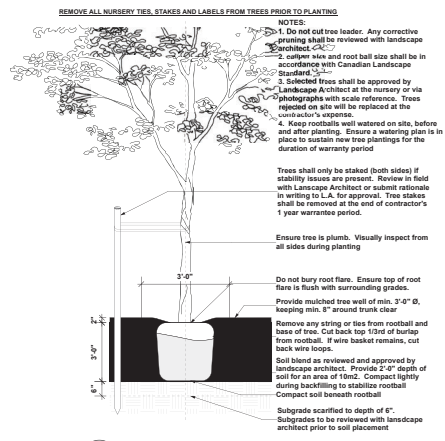 REMOVE ALL NURSERY TIES, STAKES AND LABELS FROM TREES PRIOR TO PLANTING
NOTES:
1. Do not cut tree leader. Any corrective
pruning shall be reviewed with landscape
architect.
2. caliper size and root ball size shall be in
accordance with Canadian Landscape
Standard.
3. Selected trees shall be approved by
Landscape Architect at the nursery or via
photographs with scale reference. Trees
rejected on site will be replaced at the
contractor's expense.
4. Keep rootballs well watered on site, before
and after planting. Ensure a watering plan is in
place to sustain new tree plantings for the
duration of warranty period
Trees shall only be staked (both sides) if
stability issues are present. Review in field
with Lanscape Architect or submit rationale
in writing to L.A. for approval. Tree stakes
shall be removed at the end of contractor's
1 year warrantee period.
Ensure tree is plumb. Visually inspect from
all sides during planting
3'-0"
Do not bury root flare. Ensure top of root
flare is flush with surrounding grades.
Provide mulched tree well of min. 3'-0" Ø,
keeping min. 8" around trunk clear
2"
Remove any string or ties from rootball and
base of tree. Cut back top 1/3rd of burlap
from rootball. If wire basket remains, cut
back wire loops.
3'-0"
Soil blend as reviewed and approved by
landscape architect. Provide 2'-0" depth of
soil for an area of 10m2. Compact lightly
during backfilling to stabilize rootball
Compact soil beneath rootball
6"
Subgrade scarified to depth of 6".
Subgrades to be reviewed with lansdcape
architect prior to soil placement